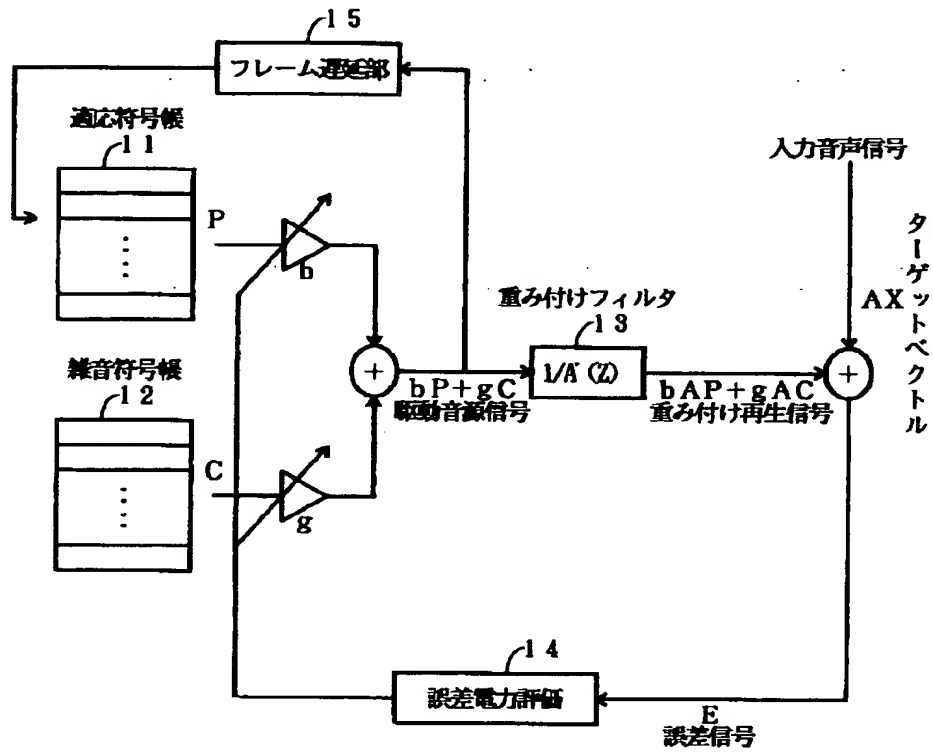 15
フレーム遅延部
適応符号帳
11
入力音声信号
P
b
ターゲットベクトル
AX
重み付けフィルタ
13
雑音符号帳
12
+
bP+gC
駆動音源信号
1/A'(Z)
bAP+gAC
重み付け再生信号
+
C
g
14
誤差電力評価
E
誤差信号